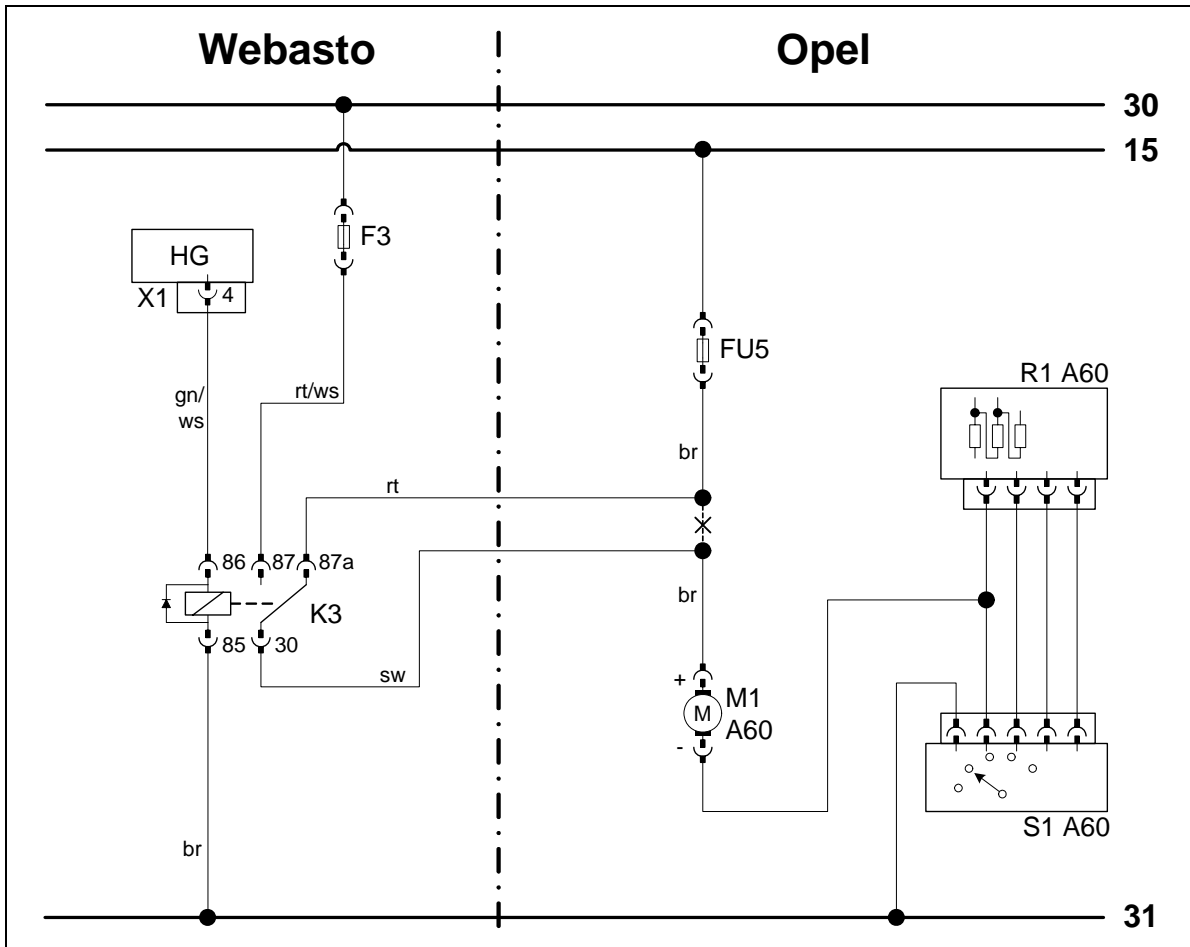 Webasto
Opel
30
15
F3
HG
X1
4
FU5
R1 A60
gn/
ws
rt/ws
br
rt
86
87
87a
K3
br
85
30
sw
+
M
M1
A60
-
S1 A60
br
31